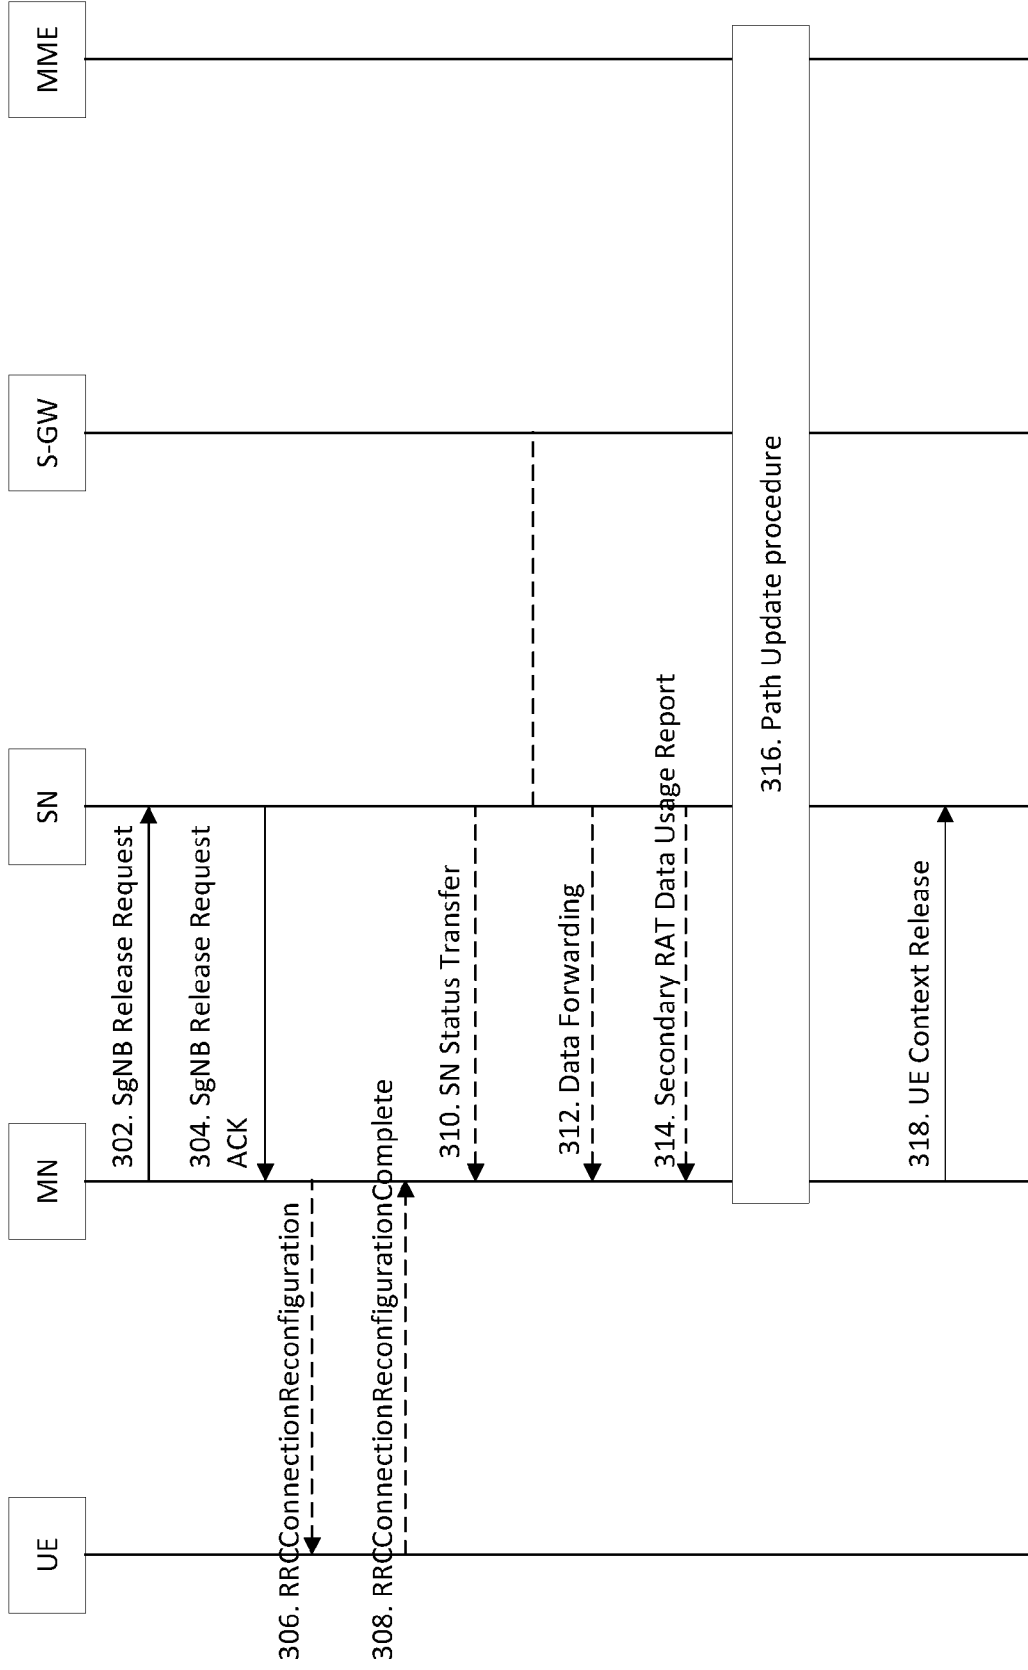 UE
MN
SN
S-GW
MME
302. SgNB Release Request
304. SgNB Release Request
ACK
306. RRCConnectionReconfiguration
308. RRCConnectionReconfigurationComplete
310. SN Status Transfer
312. Data Forwarding
314. Secondary RAT Data Usage Report
316. Path Update procedure
318. UE Context Release